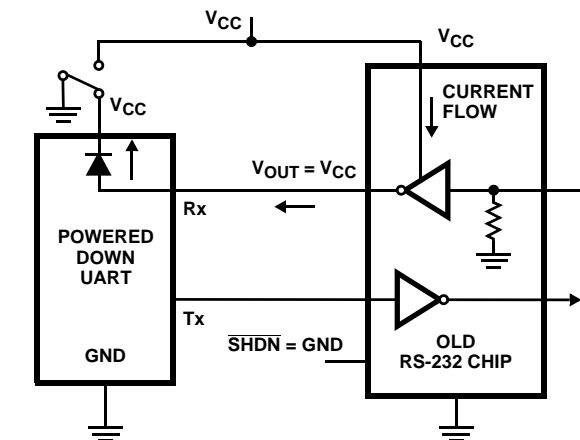 VCC
VCC
VCC
CURRENT
FLOW
VOUT = VCC
Rx
POWERED
DOWN
UART
Tx
GND
SHDN = GND
OLD
RS-232 CHIP